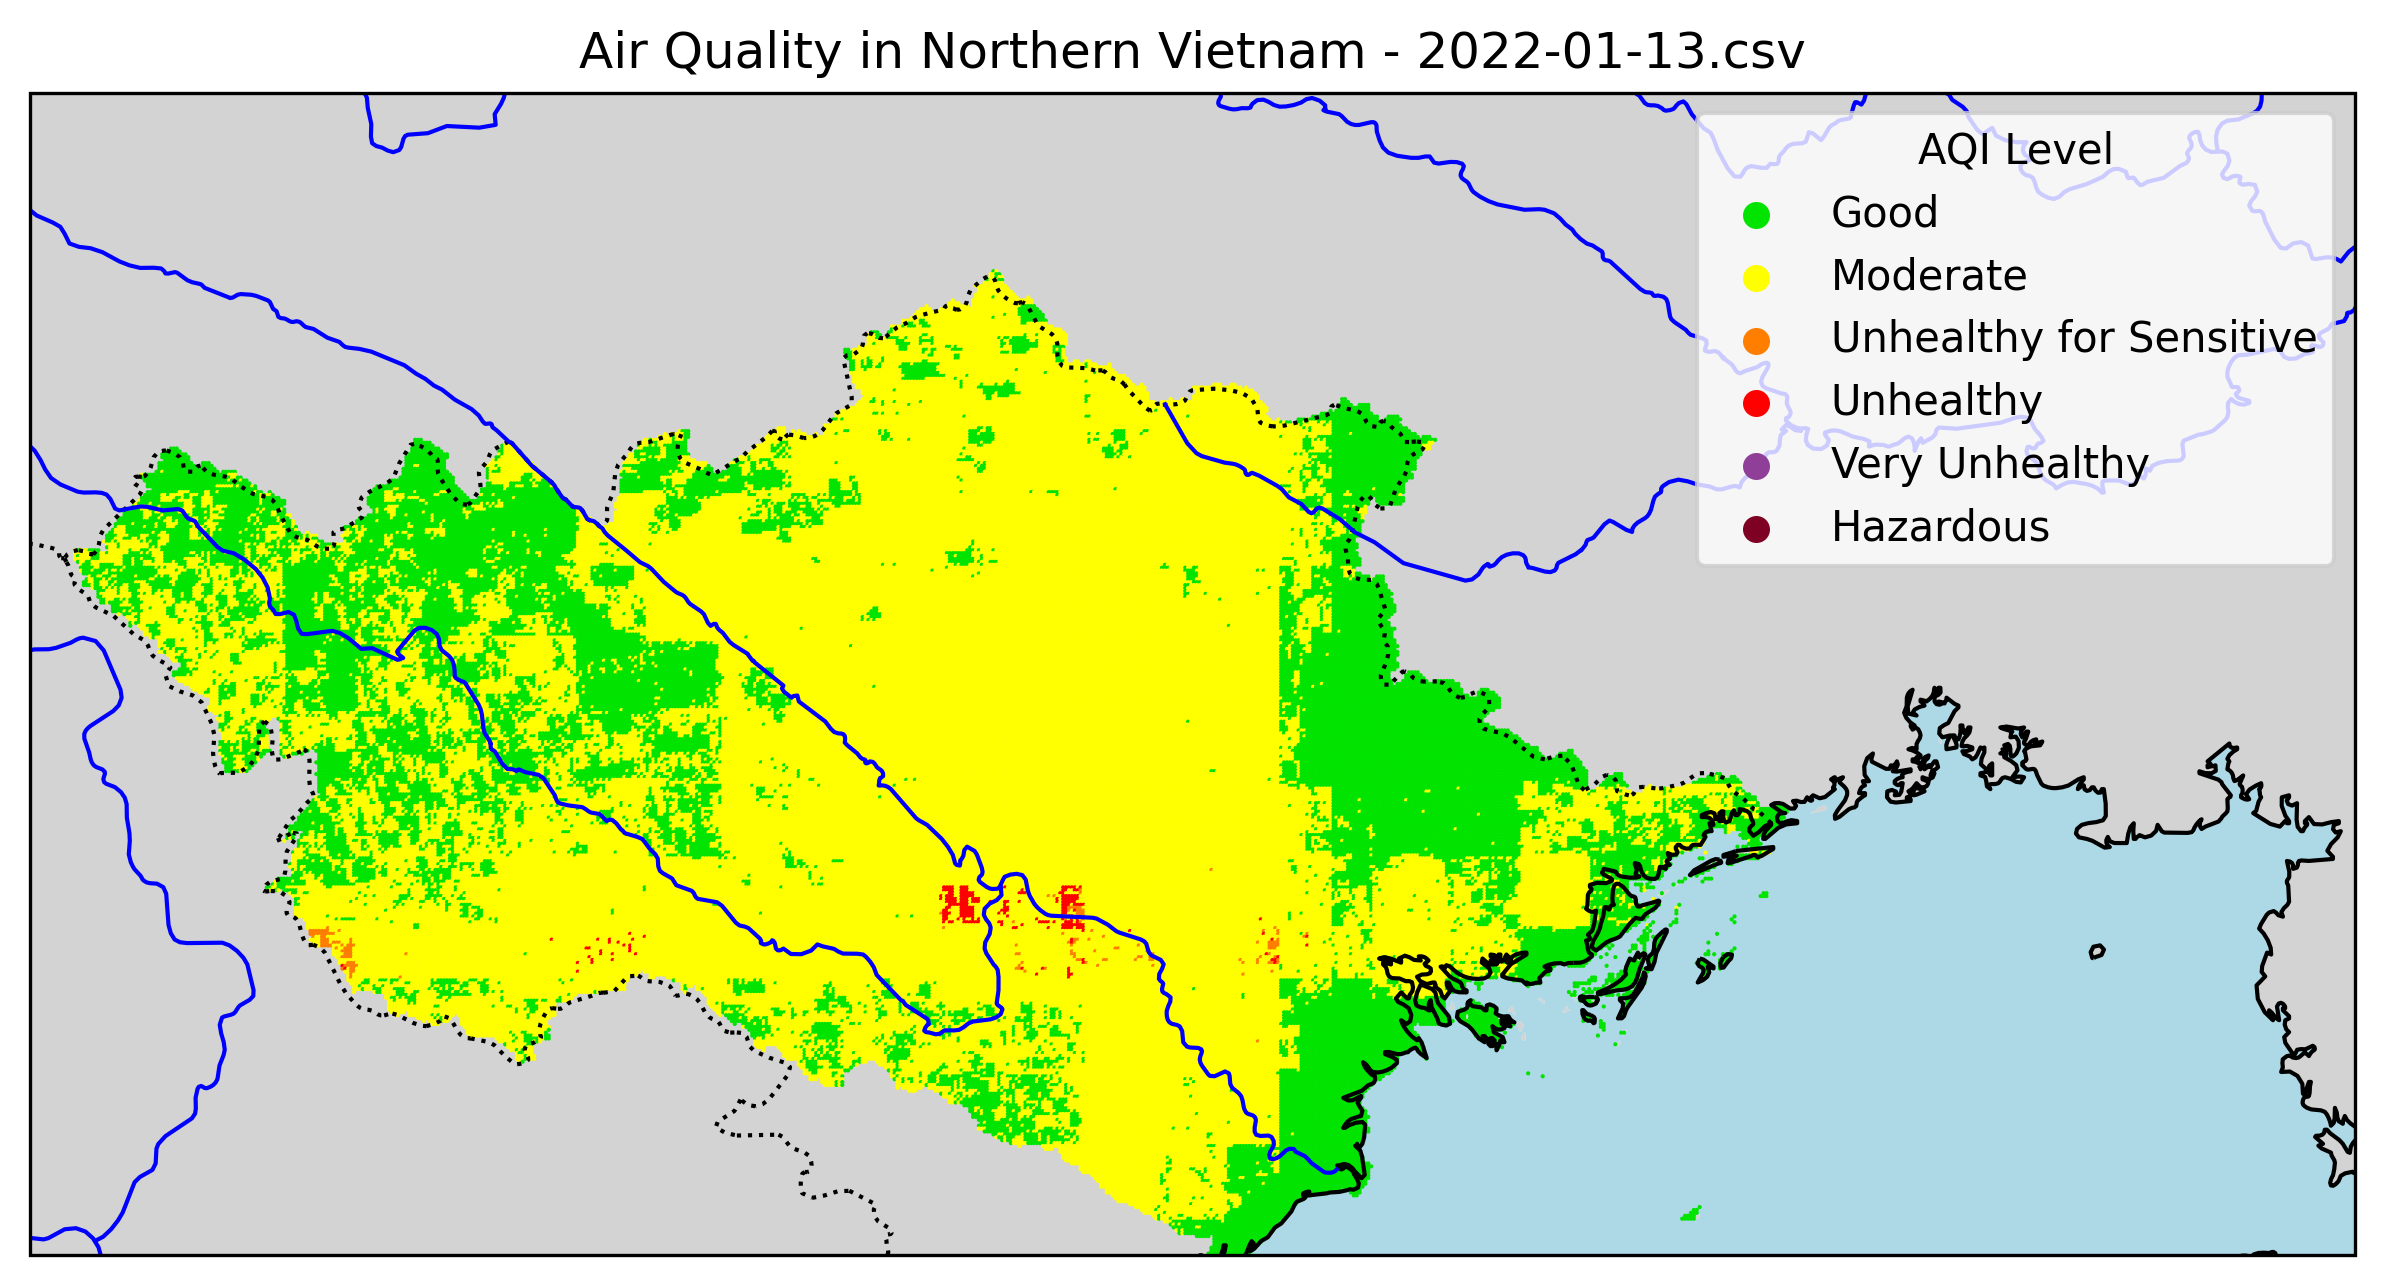 Air Quality in Northern Vietnam - 2022-01-13.csv
AQI Level
Good
Moderate
Unhealthy for Sensitive
Unhealthy
Very Unhealthy
Hazardous